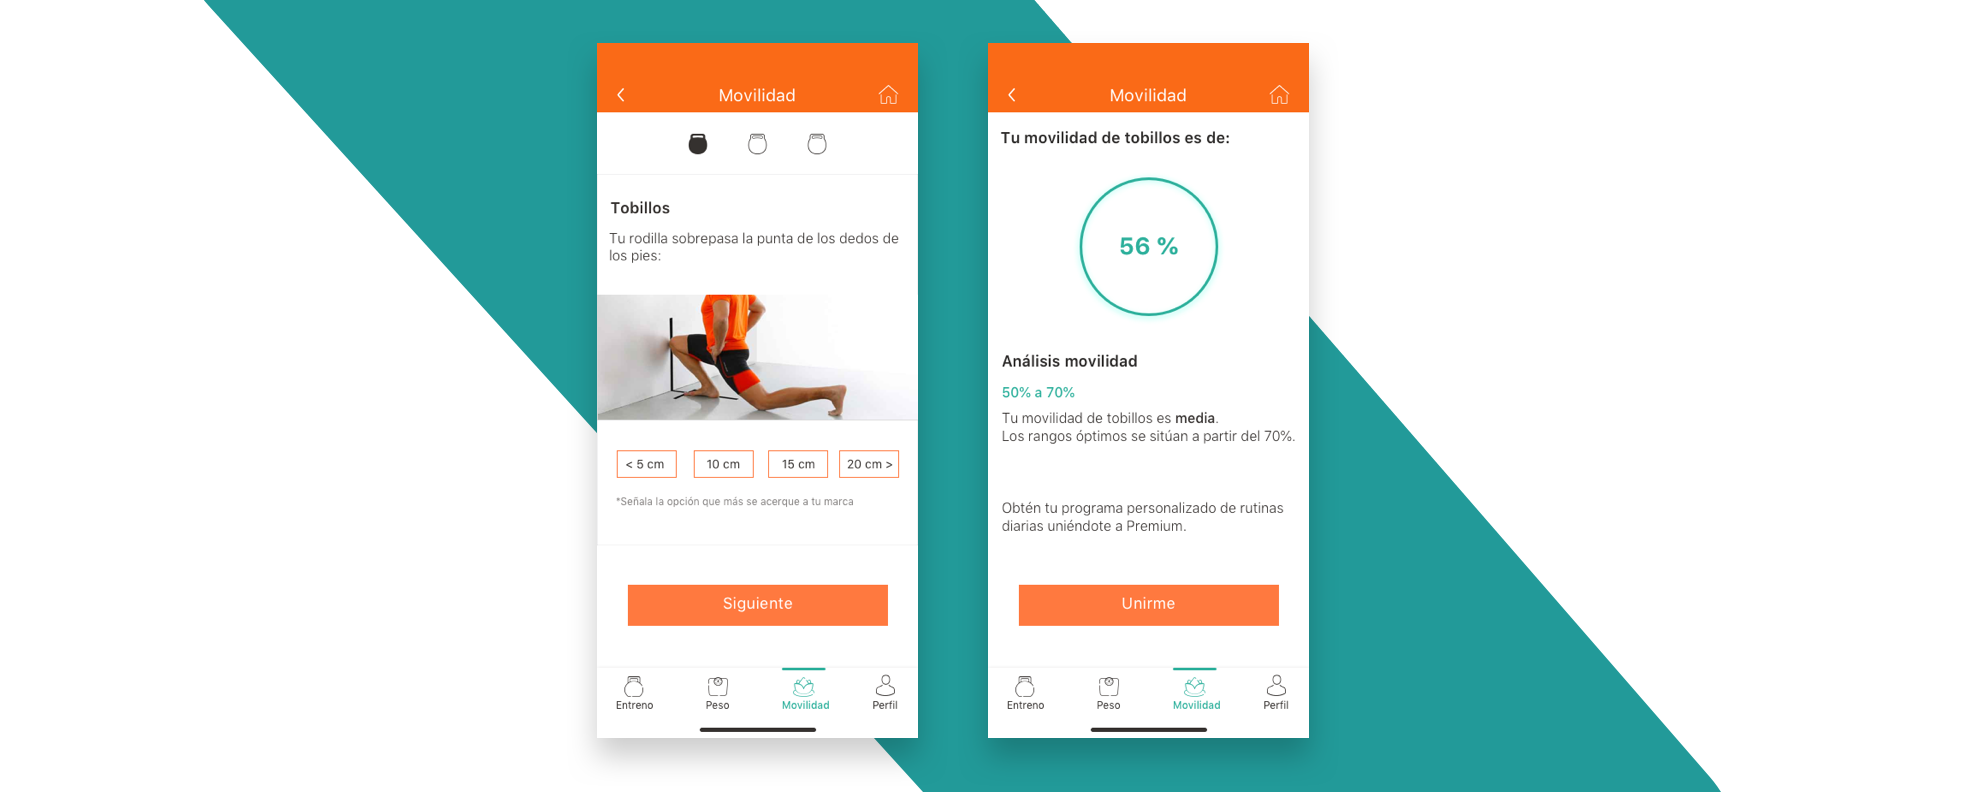 Movilidad
Tobillos
Tu rodilla sobrepasa la punta de los dedos de
los pies:
< 5 cm
10 cm
15 cm
20 cm >
*Señala la opción que más se acerque a tu marca
Siguiente
Entreno
Peso
Movilidad
Perfil
Movilidad
Tu movilidad de tobillos es de:
56 %
Análisis movilidad
50% a 70%
Tu movilidad de tobillos es media.
Los rangos óptimos se sitúan a partir del 70%.
Obtén tu programa personalizado de rutinas
diarias uniéndote a Premium.
Unirme
Entreno
Peso
Movilidad
Perfil